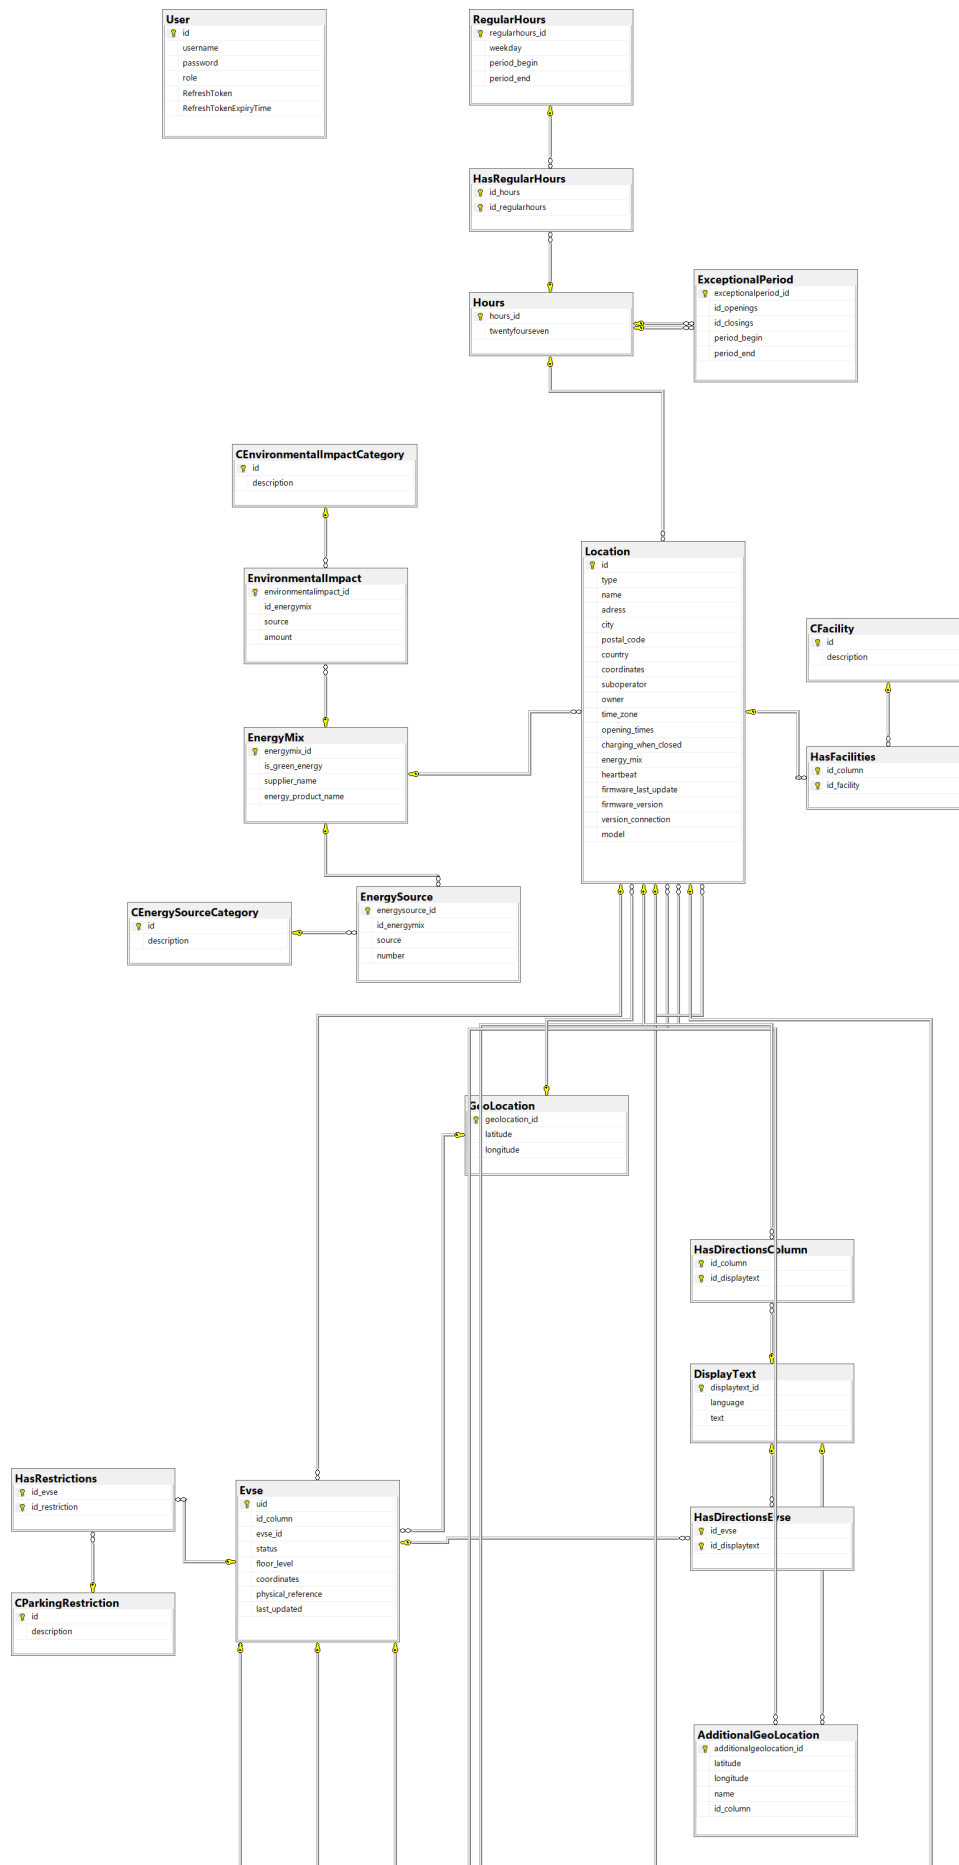 User
id
username
password
role
RefreshToken
RefreshTokenExpiryTime
RegularHours
regularhours_id
weekday
period_begin
period_end
HasRegularHours
id_hours
id_regularhours
Hours
hours_id
twentyfourseven
ExceptionalPeriod
exceptionalperiod_id
id_openings
id_closings
period_begin
period_end
CEnvironmentalImpactCategory
id
description
EnvironmentalImpact
environmentalimpact_id
id_energymix
source
amount
Location
id
type
name
adress
city
postal_code
country
coordinates
suboperator
owner
time_zone
opening_times
charging_when_closed
energy_mix
heartbeat
firmware_last_update
firmware_version
version_connection
model
CFacility
id
description
HasFacilities
id_column
id_facility
EnergyMix
energymix_id
is_green_energy
supplier_name
energy_product_name
CEnergySourceCategory
id
description
EnergySource
energysource_id
id_energymix
source
number
GeoLocation
geolocation_id
latitude
longitude
HasDirectionsColumn
id_column
id_displaytext
DisplayText
displaytext_id
language
text
HasRestrictions
id_evse
id_restriction
Evse
uid
id_column
evse_id
status
floor_level
coordinates
physical_reference
last_updated
HasDirectionsEvse
id_evse
id_displaytext
CParkingRestriction
id
description
AdditionalGeoLocation
additionalgeolocation_id
latitude
longitude
name
id_column